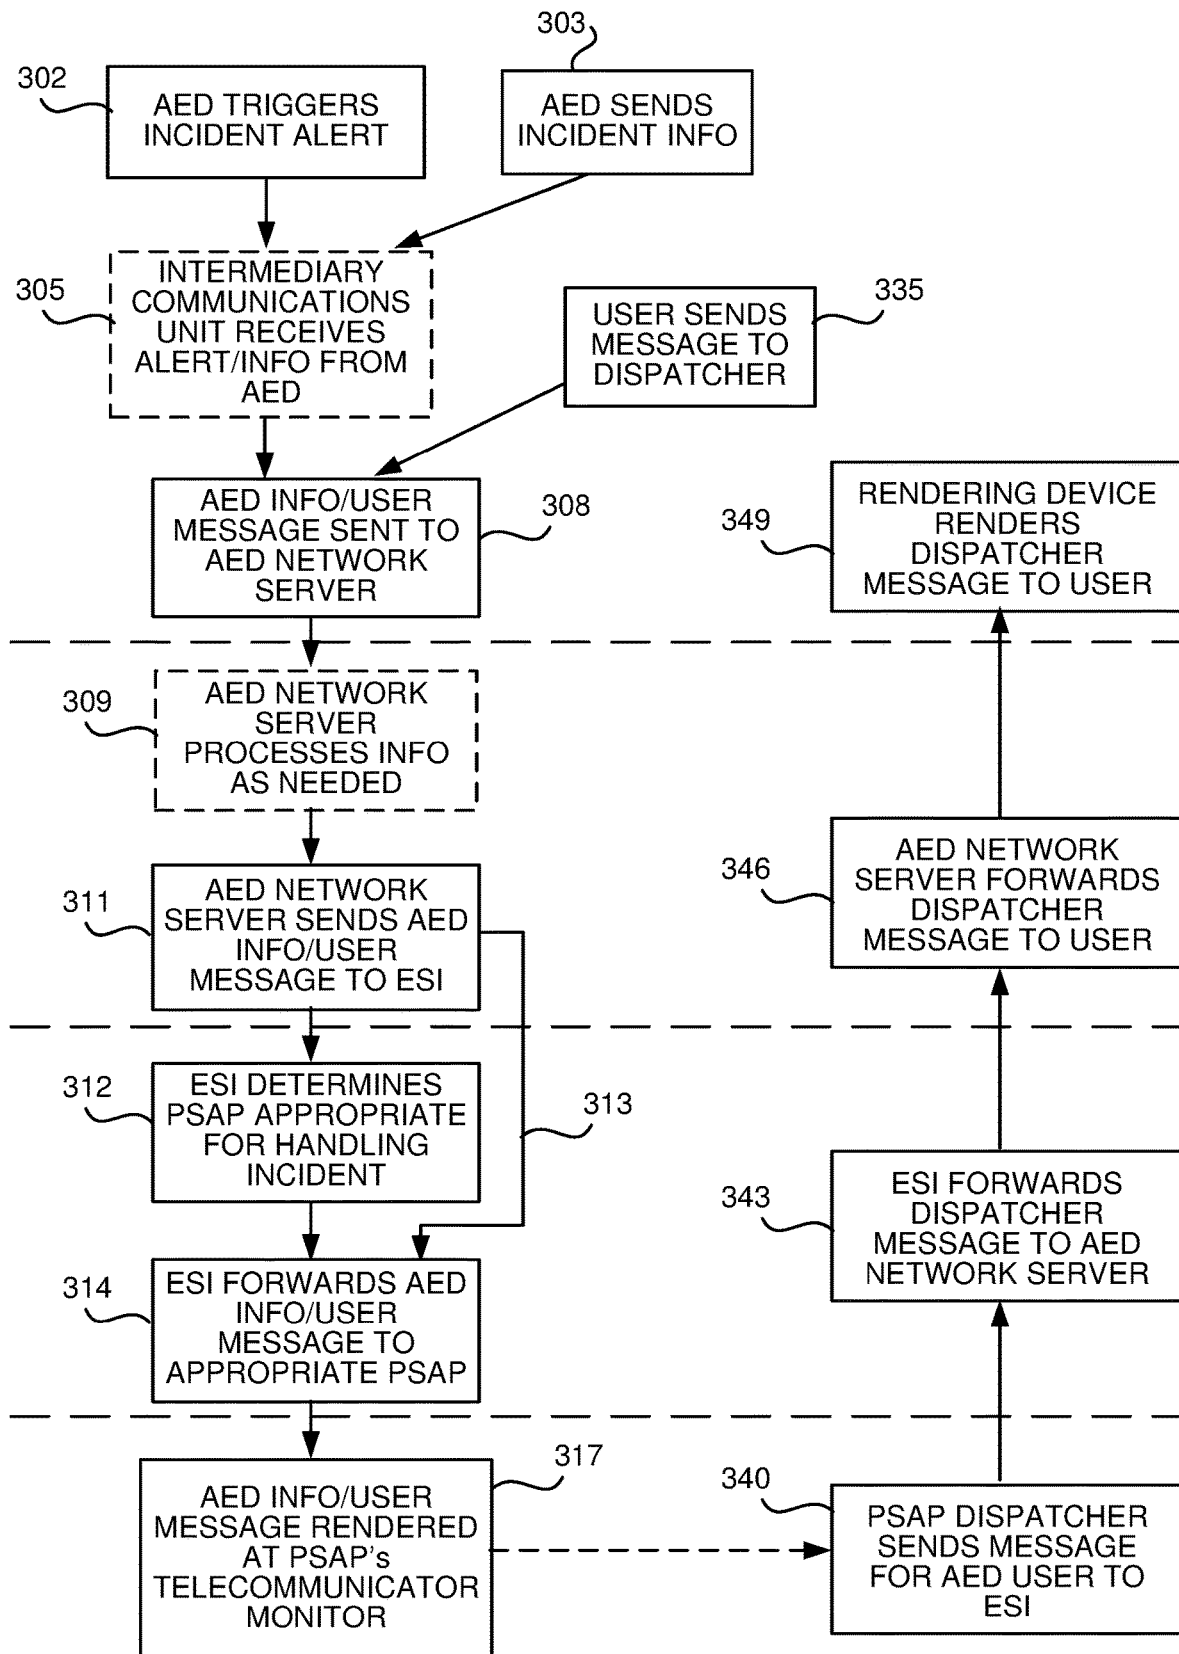 303
302
AED TRIGGERS
INCIDENT ALERT
AED SENDS
INCIDENT INFO
305
INTERMEDIARY
COMMUNICATIONS
UNIT RECEIVES
ALERT/INFO FROM
AED
335
USER SENDS
MESSAGE TO
DISPATCHER
308
AED INFO/USER
MESSAGE SENT TO
AED NETWORK
SERVER
349
RENDERING DEVICE
RENDERS
DISPATCHER
MESSAGE TO USER
309
AED NETWORK
SERVER
PROCESSES INFO
AS NEEDED
311
AED NETWORK
SERVER SENDS AED
INFO/USER
MESSAGE TO ESI
346
AED NETWORK
SERVER FORWARDS
DISPATCHER
MESSAGE TO USER
312
ESI DETERMINES
PSAP APPROPRIATE
FOR HANDLING
INCIDENT
313
343
ESI FORWARDS
DISPATCHER
MESSAGE TO AED
NETWORK SERVER
314
ESI FORWARDS AED
INFO/USER
MESSAGE TO
APPROPRIATE PSAP
317
AED INFO/USER
MESSAGE RENDERED
AT PSAP's
TELECOMMUNICATOR
MONITOR
340
PSAP DISPATCHER
SENDS MESSAGE
FOR AED USER TO
ESI